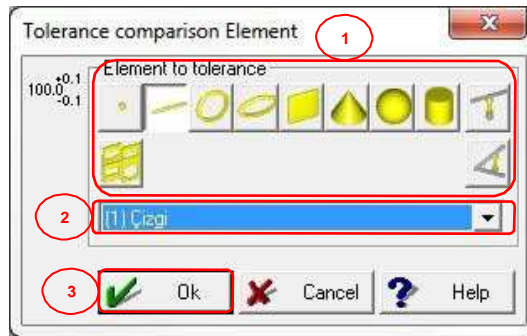 Tolerance comparison Element
1
Element to tolerance
100.0 +0.1 -0.1
2
(1) Çizgi
3
Ok
Cancel
? Help